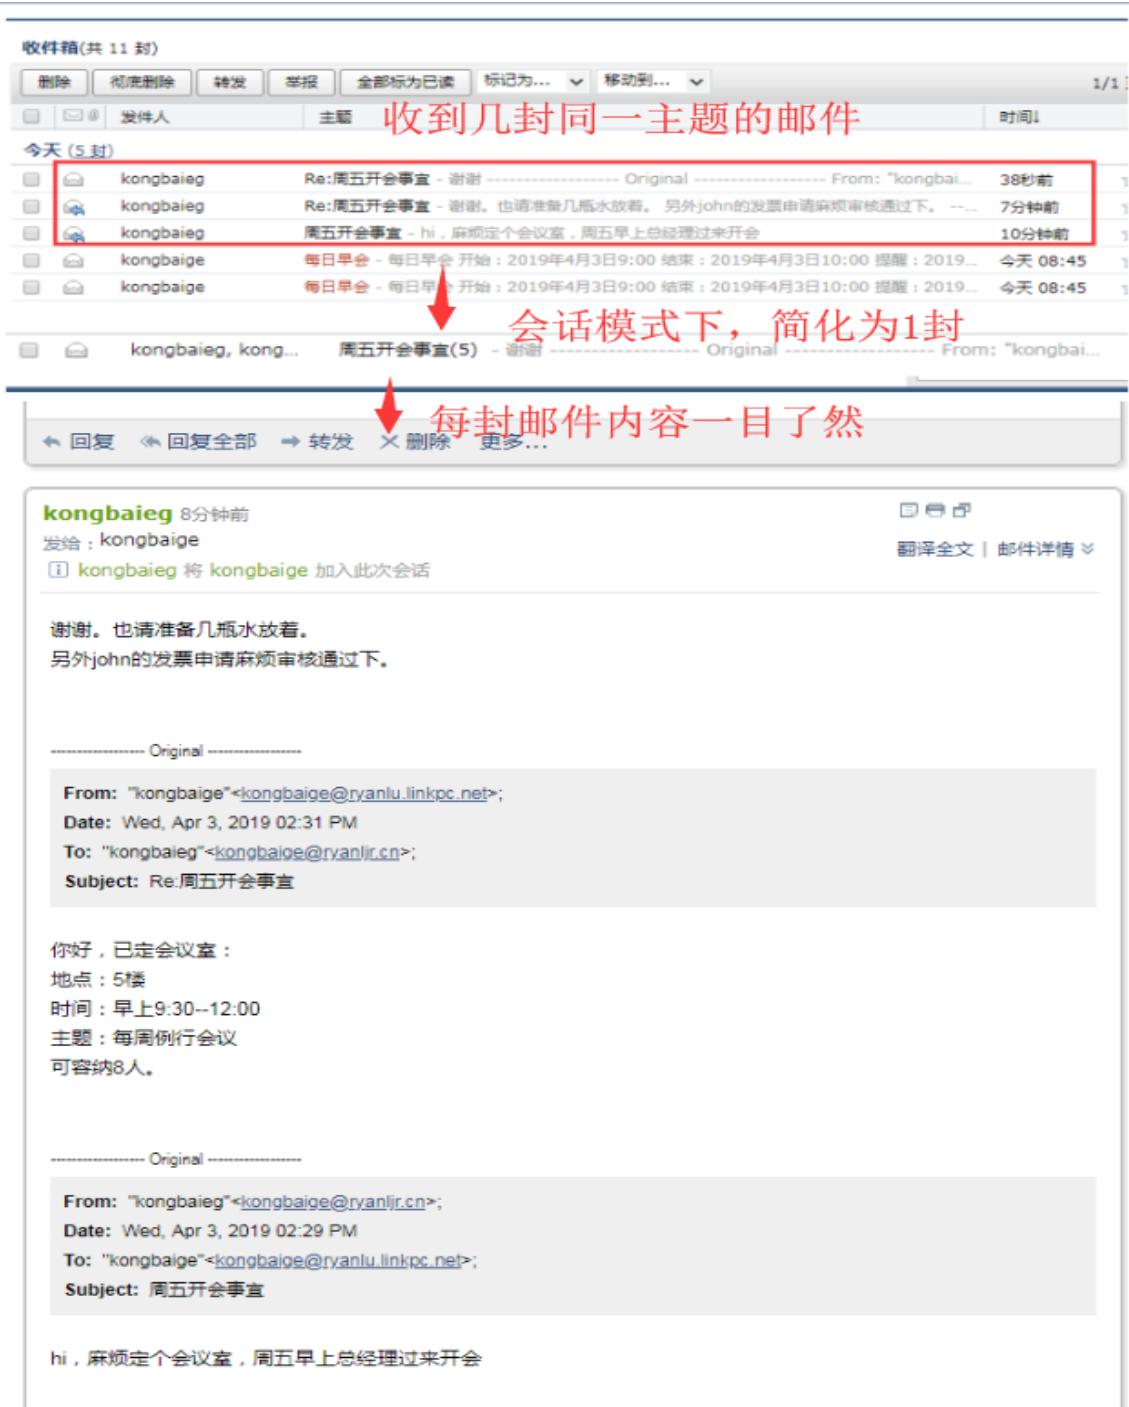 收件箱(共 11 封)
删除 彻底删除 转发 举报 全部标为已读 标记为... 移动到... 1/1
发件人 主题 时间↓
收到几封同一主题的邮件
今天 (5 封)
kongbaieg Re:周五开会事宜 - 谢谢 ------------------ Original ------------------ From: "kongbai... 38秒前
kongbaieg Re:周五开会事宜 - 谢谢。也请准备几瓶水放着。 另外john的发票申请麻烦审核通过下。 --... 7分钟前
kongbaieg 周五开会事宜 - hi，麻烦定个会议室，周五早上总经理过来开会 10分钟前
kongbaige 每日早会 - 每日早会 开始：2019年4月3日9:00 结束：2019年4月3日10:00 提醒：2019... 今天 08:45
kongbaige 每日早会 - 每日早会 开始：2019年4月3日9:00 结束：2019年4月3日10:00 提醒：2019... 今天 08:45
会话模式下，简化为1封
kongbaieg, kong... 周五开会事宜(5) - 谢谢 ------------------ Original ------------------ From: "kongbai...
每封邮件内容一目了然
回复 回复全部 转发 删除 更多...
kongbaieg 8分钟前
发给：kongbaige
翻译全文 | 邮件详情
kongbaieg 将 kongbaige 加入此次会话
谢谢。也请准备几瓶水放着。
另外john的发票申请麻烦审核通过下。
------------------ Original ------------------
From: "kongbaige"<kongbaige@ryanlu.linkpc.net>;
Date: Wed, Apr 3, 2019 02:31 PM
To: "kongbaieg"<kongbaige@ryanljr.cn>;
Subject: Re:周五开会事宜
你好，已定会议室：
地点：5楼
时间：早上9:30--12:00
主题：每周例行会议
可容纳8人。
------------------ Original ------------------
From: "kongbaieg"<kongbaige@ryanljr.cn>;
Date: Wed, Apr 3, 2019 02:29 PM
To: "kongbaige"<kongbaige@ryanlu.linkpc.net>;
Subject: 周五开会事宜
hi，麻烦定个会议室，周五早上总经理过来开会